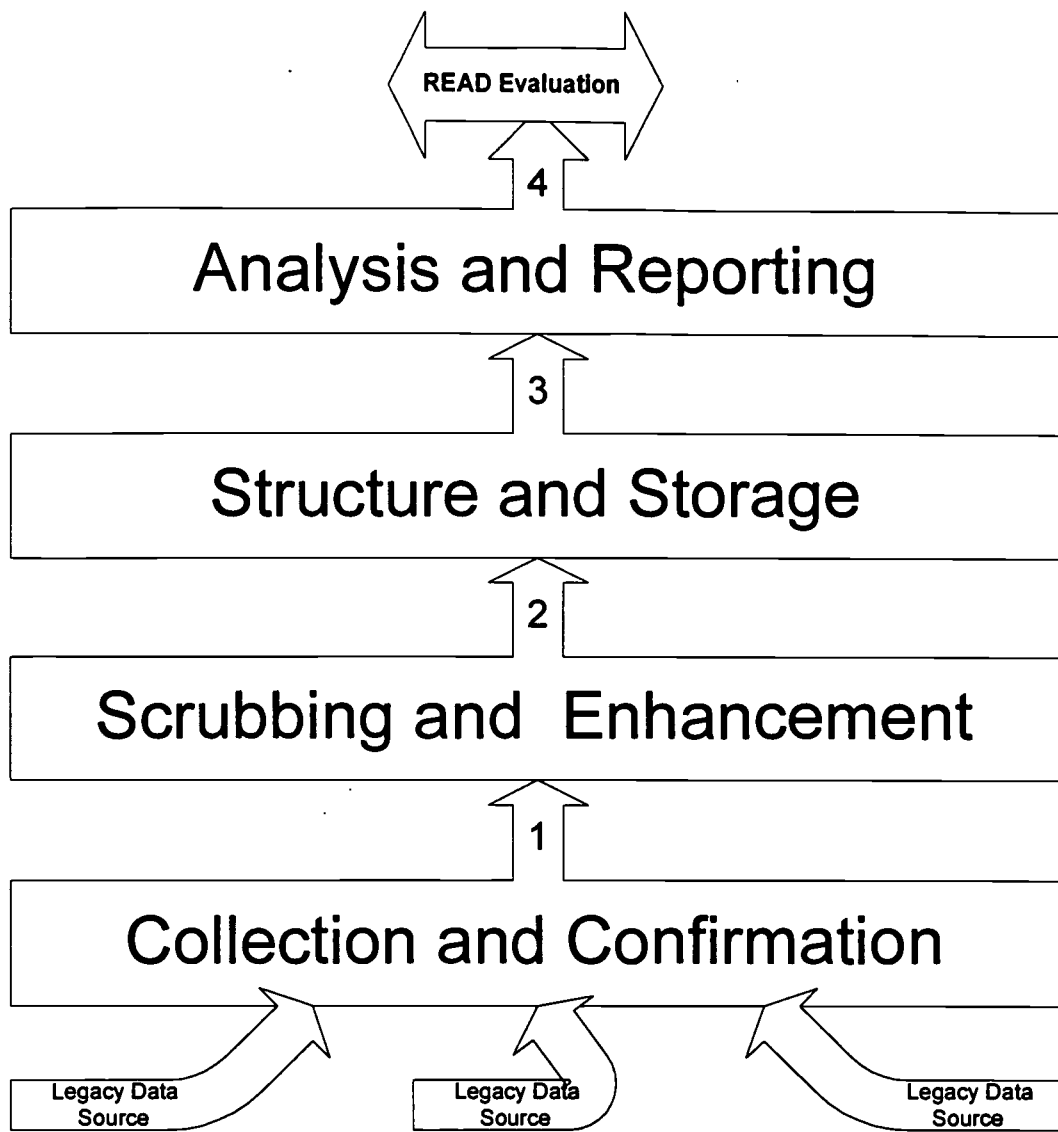 READ Evaluation
4
Analysis and Reporting
3
Structure and Storage
2
Scrubbing and Enhancement
1
Collection and Confirmation
Legacy Data
Source
Legacy Data
Source
Legacy Data
Source